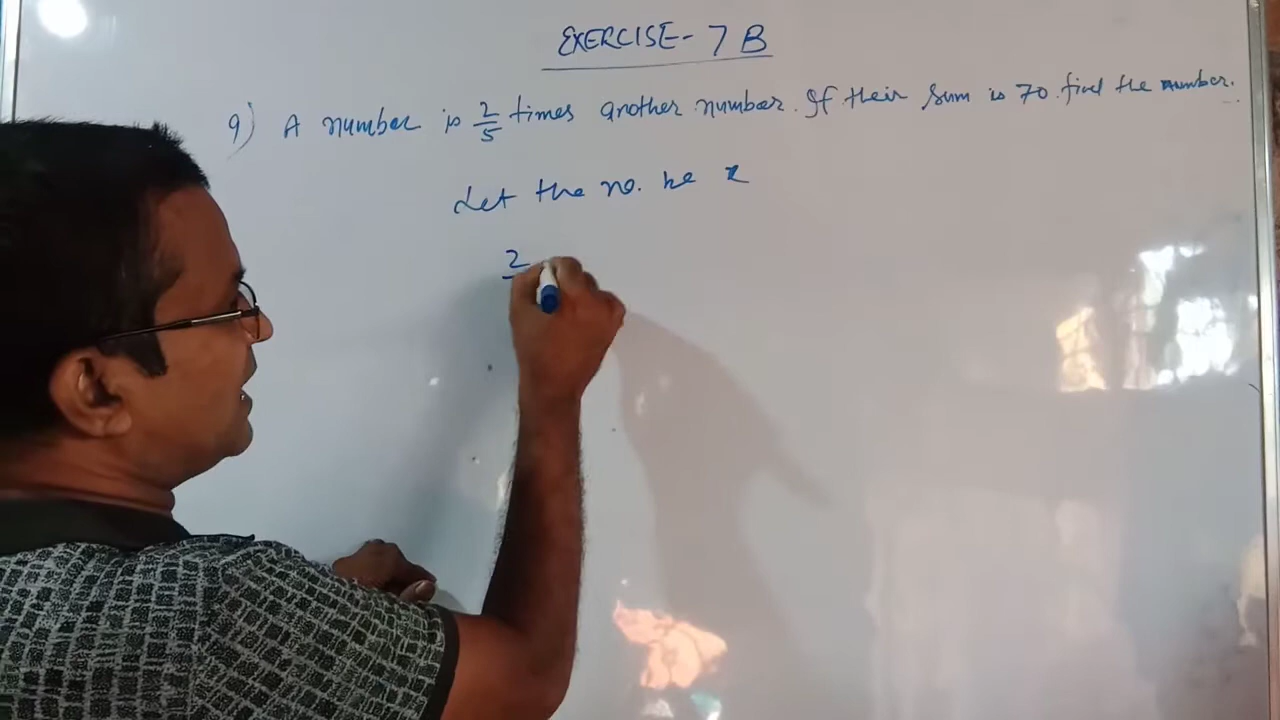 EXERCISE- 7 B
9) A number is 2/5 times another number. If their sum is 70. find the number.
Let the no. be x
2